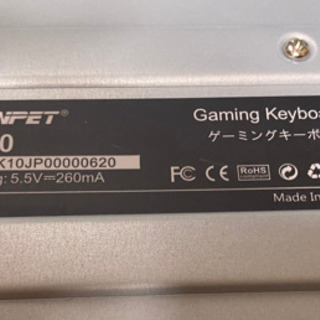 NPET®
0 Gaming Keyboa
ゲーミングキーボ
K10JP00000620
g: 5.5V⎓260mA
FC CE RoHS
Made In